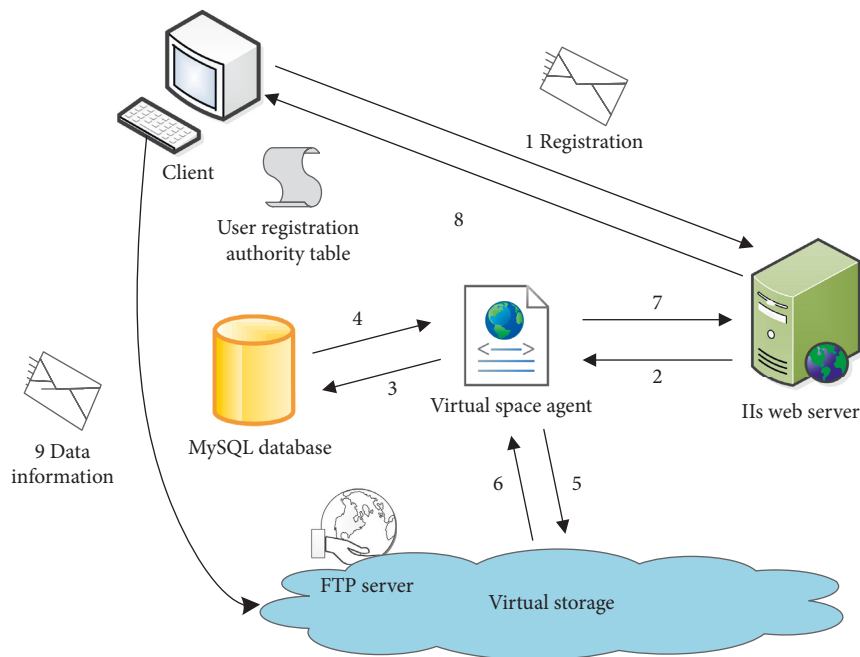 1 Registration
Client
User registration
authority table
8
4
7
3
2
Virtual space agent
IIs web server
MySQL database
9 Data
information
6
5
FTP server
Virtual storage